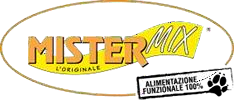 MISTER MIX ®
L'ORIGINALE
ALIMENTAZIONE
FUNZIONALE 100%